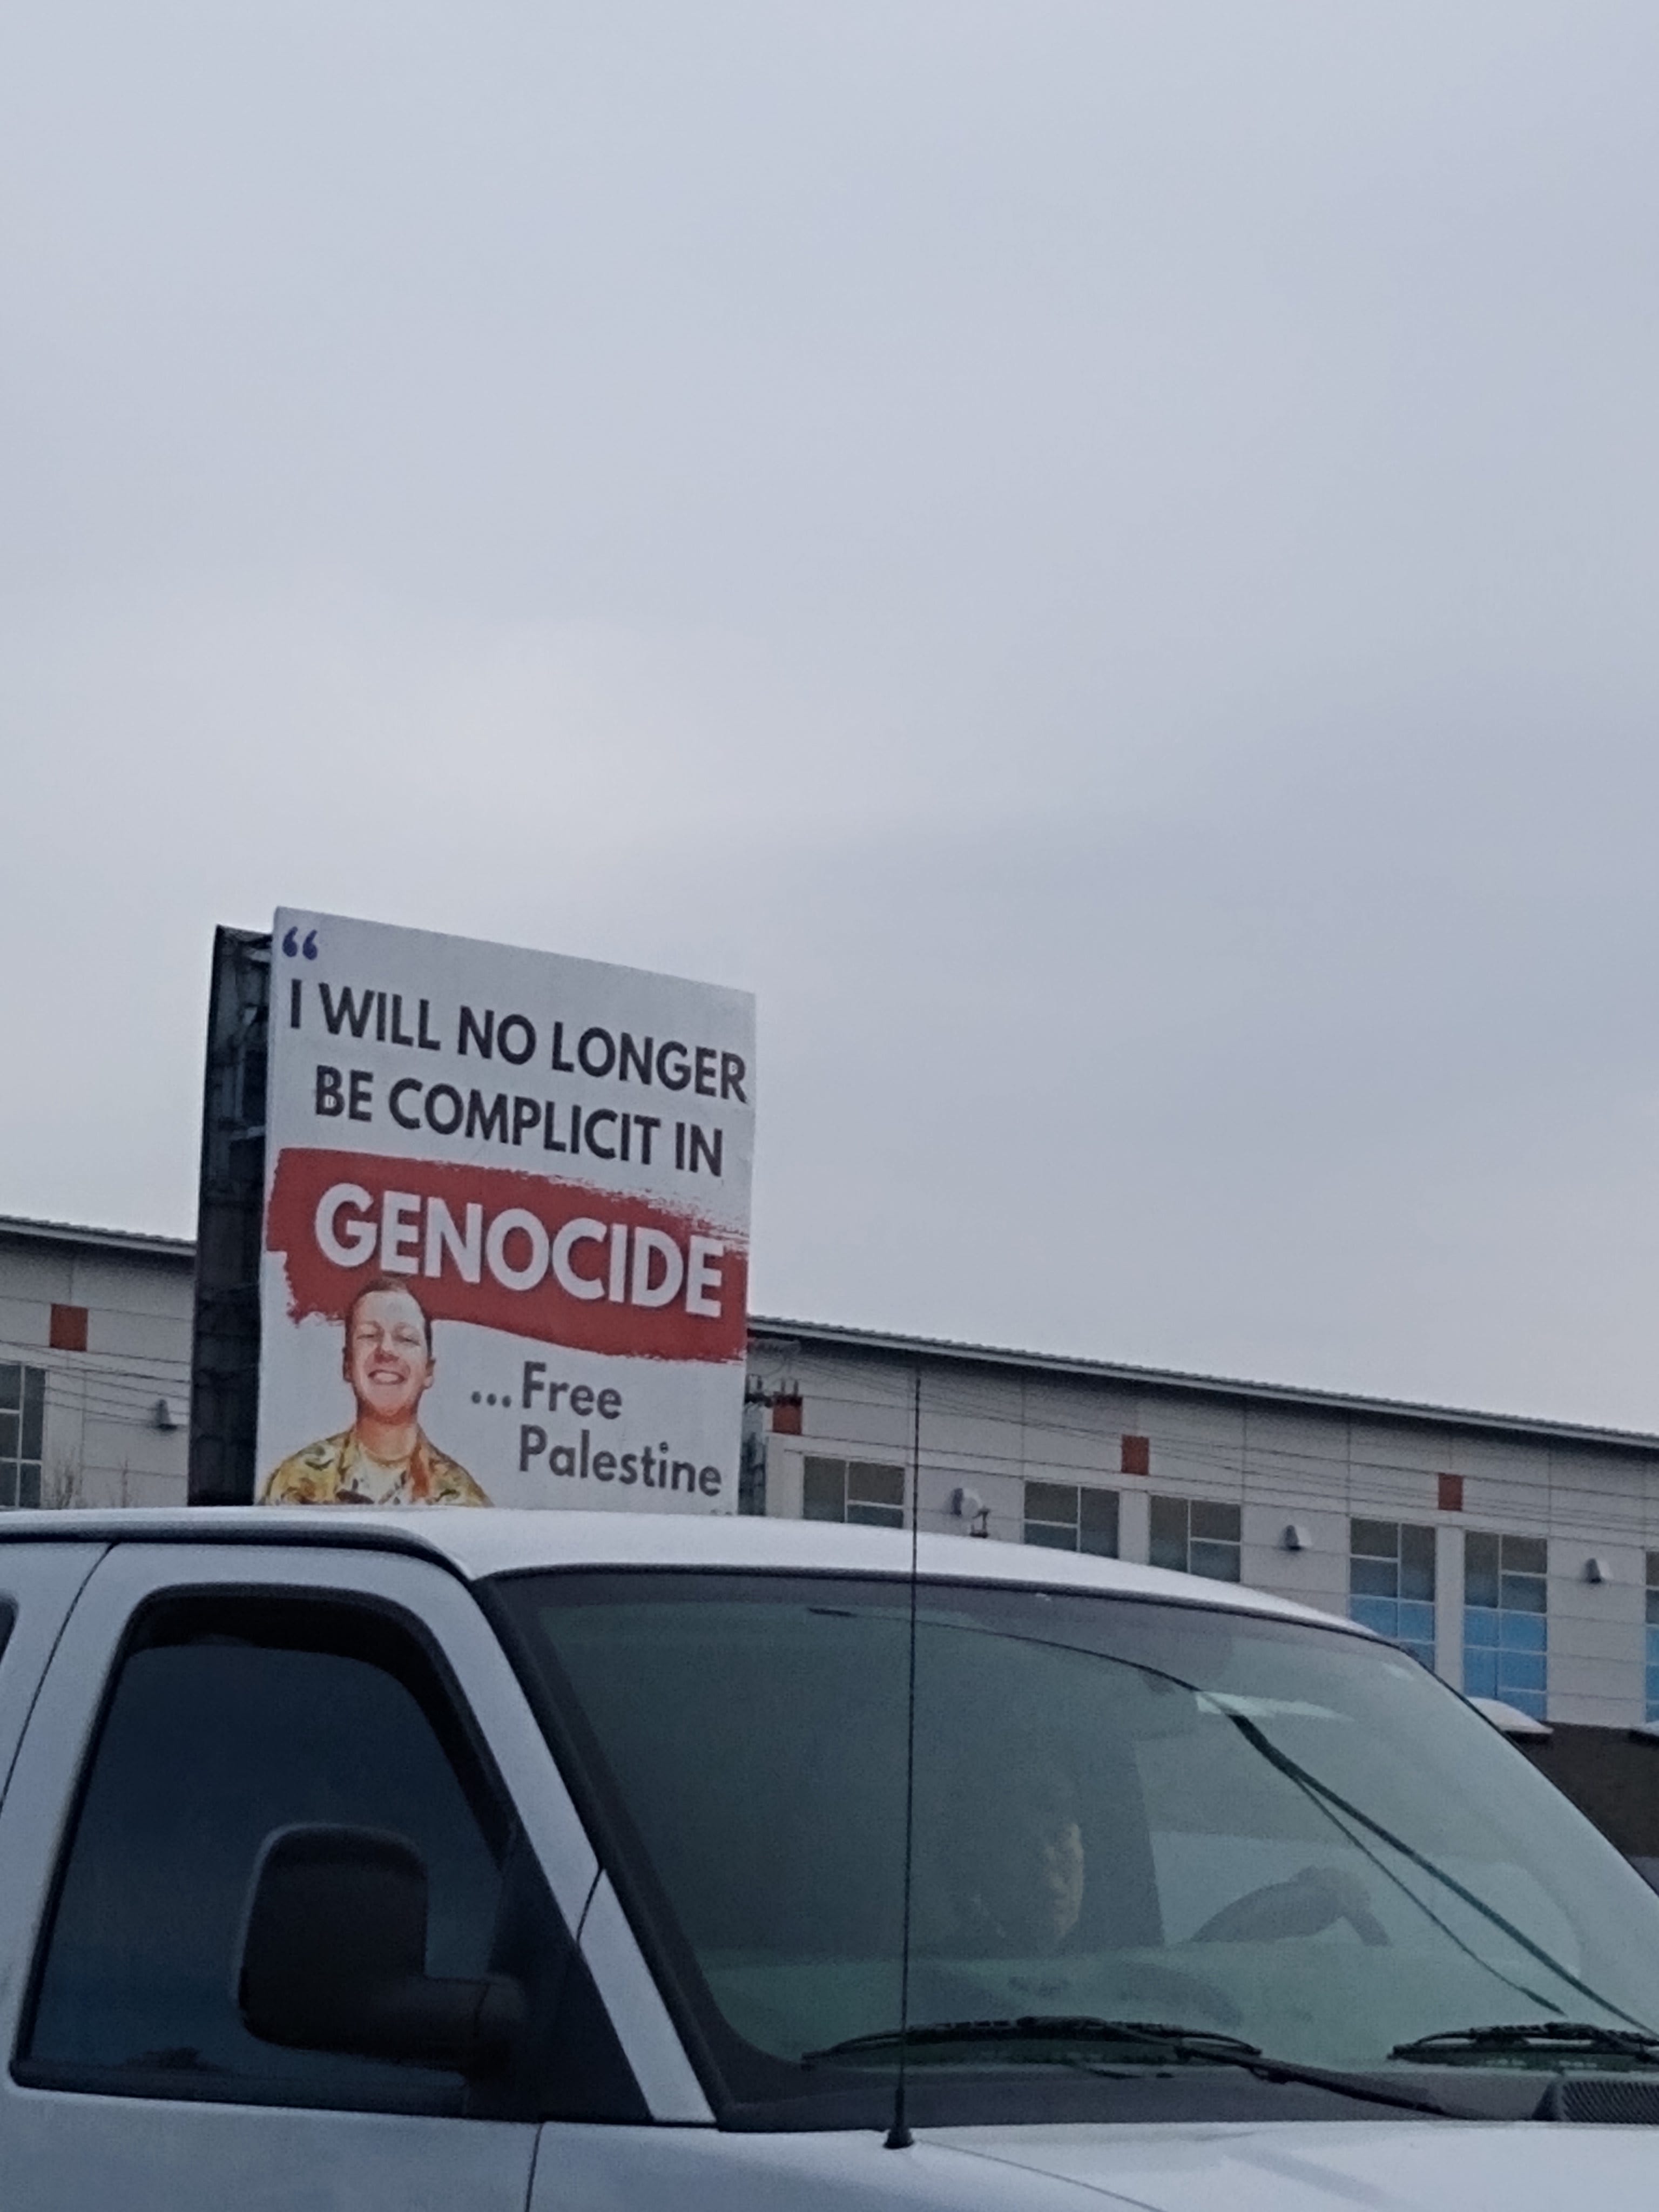 “
I WILL NO LONGER
BE COMPLICIT IN
GENOCIDE
...Free
Palestine